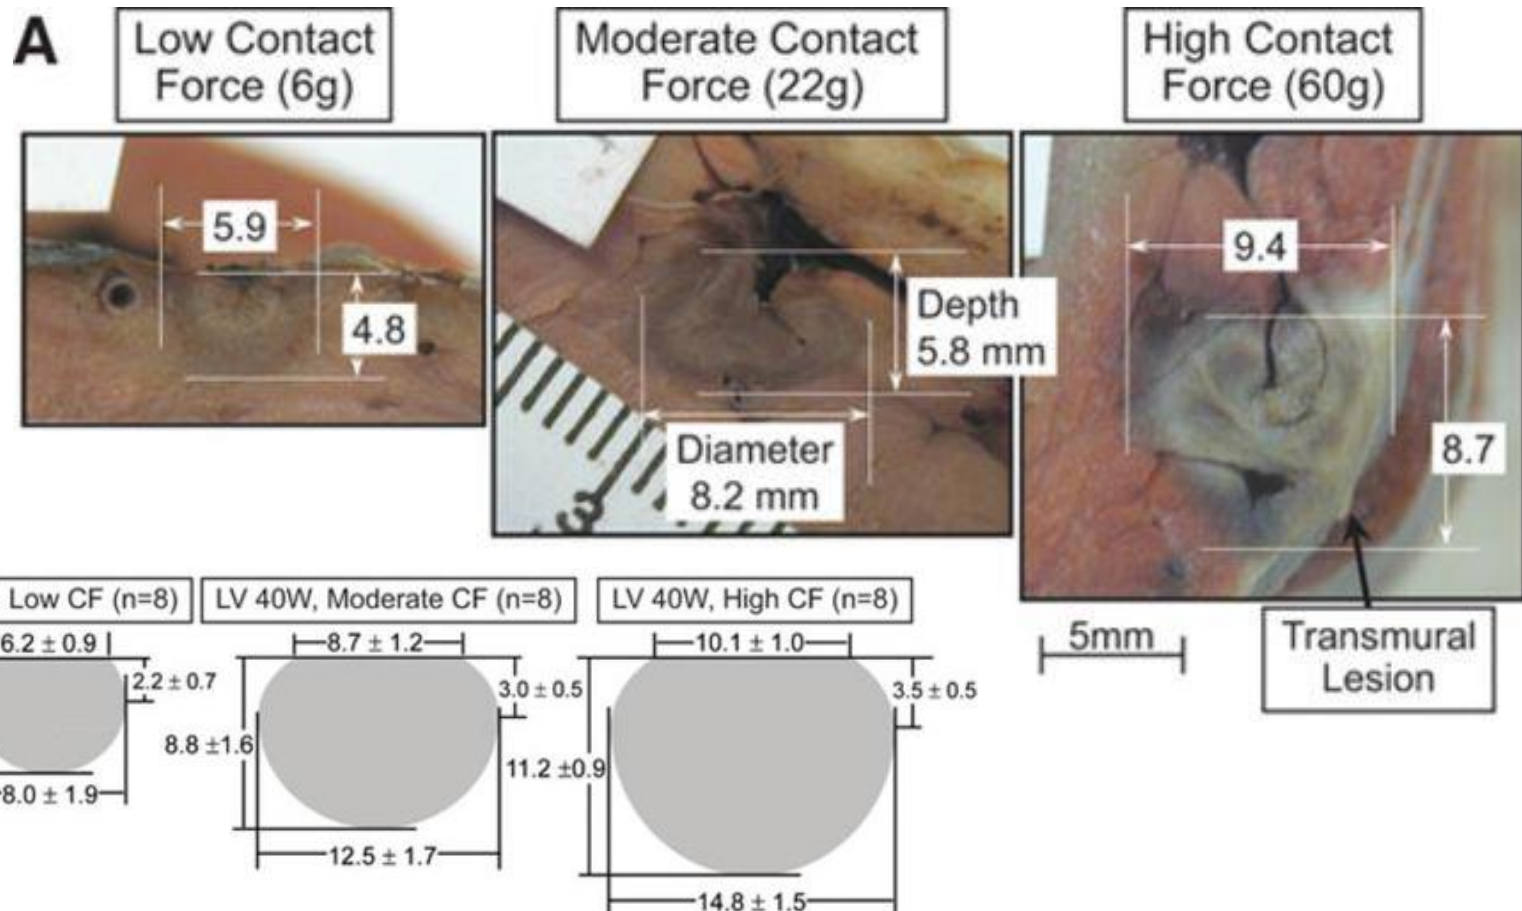 A
Low Contact
Force (6g)
Moderate Contact
Force (22g)
High Contact
Force (60g)
5.9
4.8
Depth
5.8 mm
Diameter
8.2 mm
3
9.4
8.7
5mm
Transmural
Lesion
Low CF (n=8)
6.2 ± 0.9
2.2 ± 0.7
8.0 ± 1.9
LV 40W, Moderate CF (n=8)
8.7 ± 1.2
3.0 ± 0.5
8.8 ±1.6
12.5 ± 1.7
LV 40W, High CF (n=8)
10.1 ± 1.0
3.5 ± 0.5
11.2 ±0.9
14.8 ± 1.5